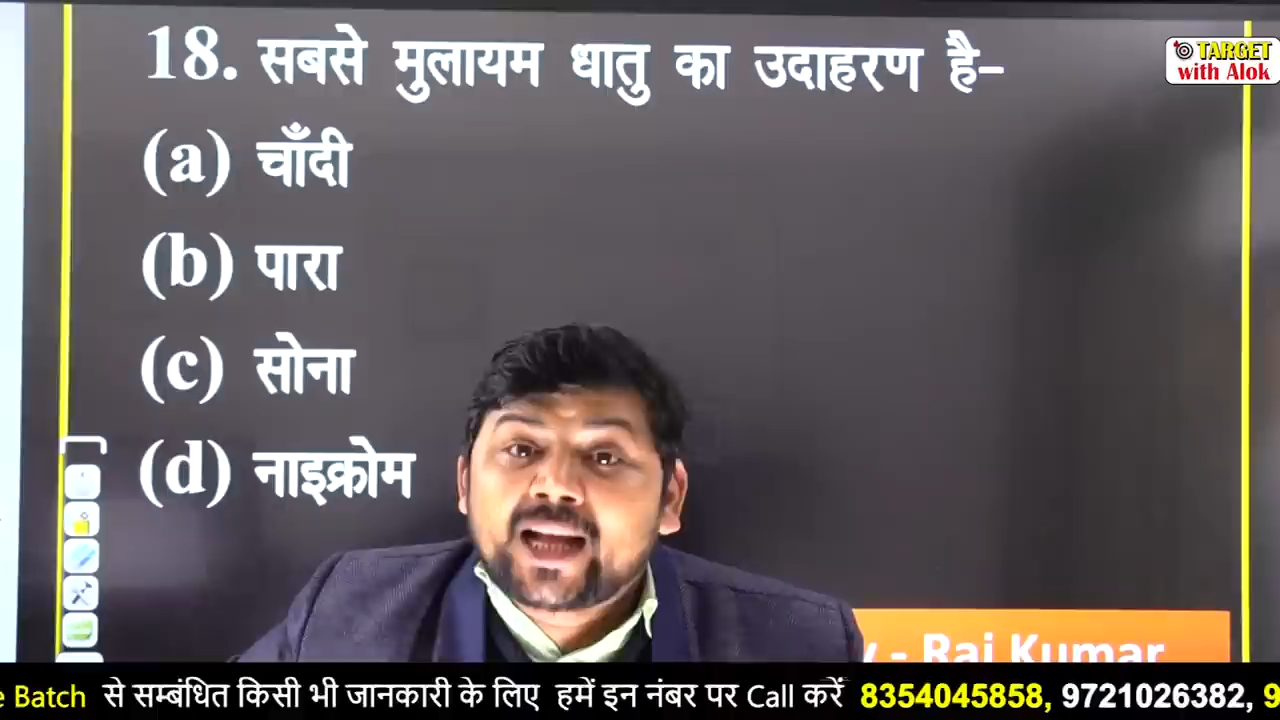 18. सबसे मुलायम धातु का उदाहरण है–
TARGET
with Alok
(a) चाँदी
(b) पारा
(c) सोना
(d) नाइक्रोम
- Raj Kumar
Batch से सम्बंधित किसी भी जानकारी के लिए हमें इन नंबर पर Call करें 8354045858, 9721026382, 9